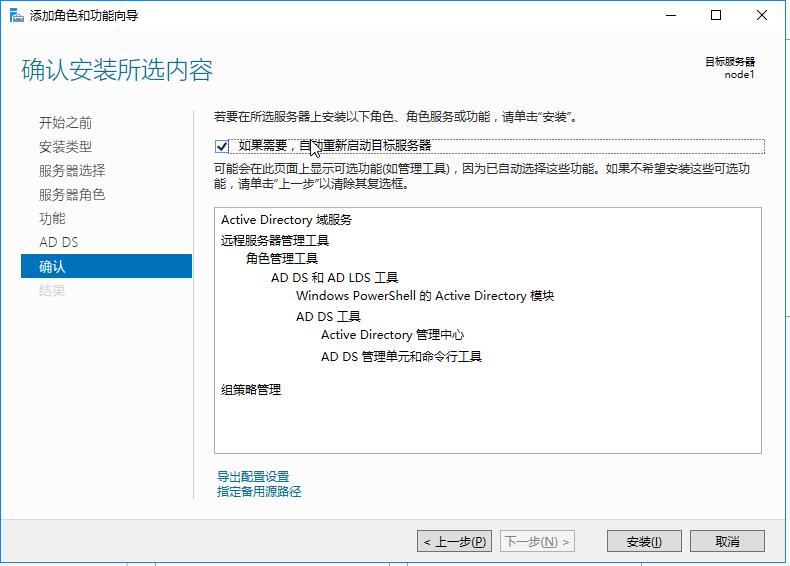 添加角色和功能向导
确认安装所选内容
目标服务器
node1
开始之前
安装类型
服务器选择
服务器角色
功能
AD DS
确认
结果
若要在所选服务器上安装以下角色、角色服务或功能，请单击“安装”。
如果需要，自动重新启动目标服务器
可能会在此页面上显示可选功能(如管理工具)，因为已自动选择这些功能。如果不希望安装这些可选功
能，请单击“上一步”以清除其复选框。
Active Directory 域服务
远程服务器管理工具
角色管理工具
AD DS 和 AD LDS 工具
Windows PowerShell 的 Active Directory 模块
AD DS 工具
Active Directory 管理中心
AD DS 管理单元和命令行工具
组策略管理
导出配置设置
指定备用源路径
< 上一步(P)
下一步(N) >
安装(I)
取消